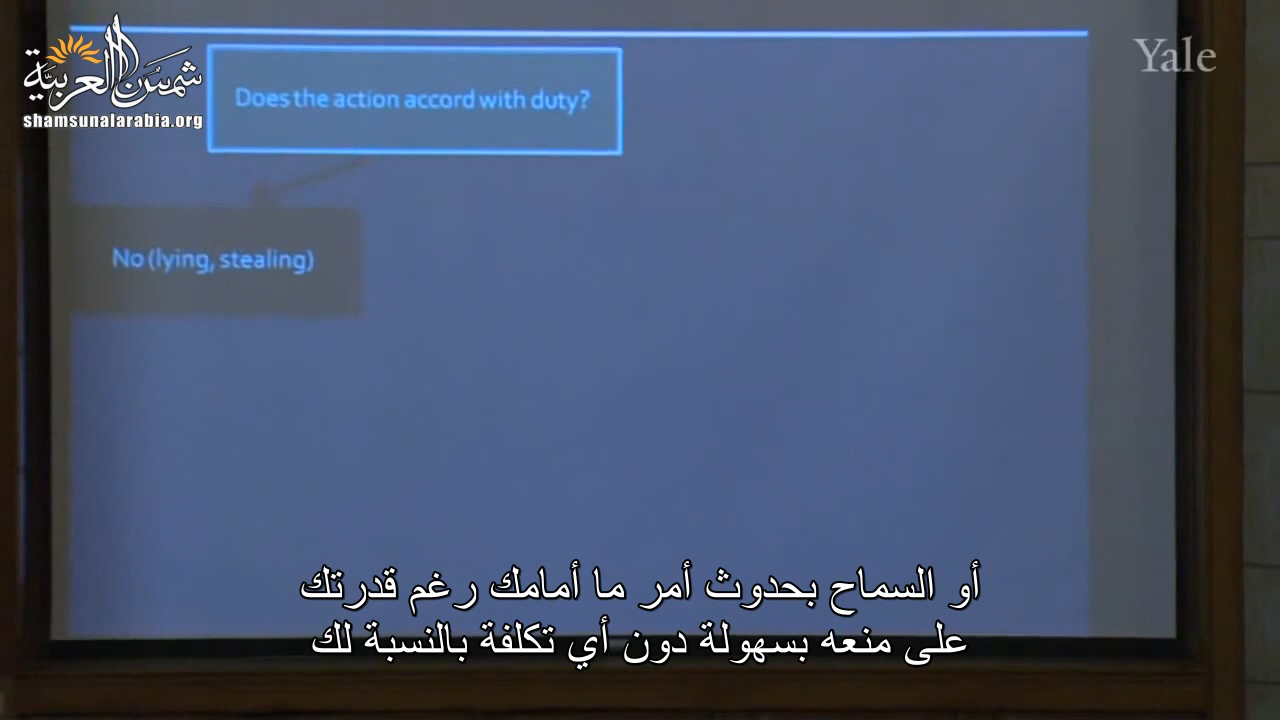 شمس العربية
shamsunalarabia.org
Yale
Does the action accord with duty?
No (lying, stealing)
أو السماح بحدوث أمر ما أمامك رغم قدرتك
على منعه بسهولة دون أي تكلفة بالنسبة لك